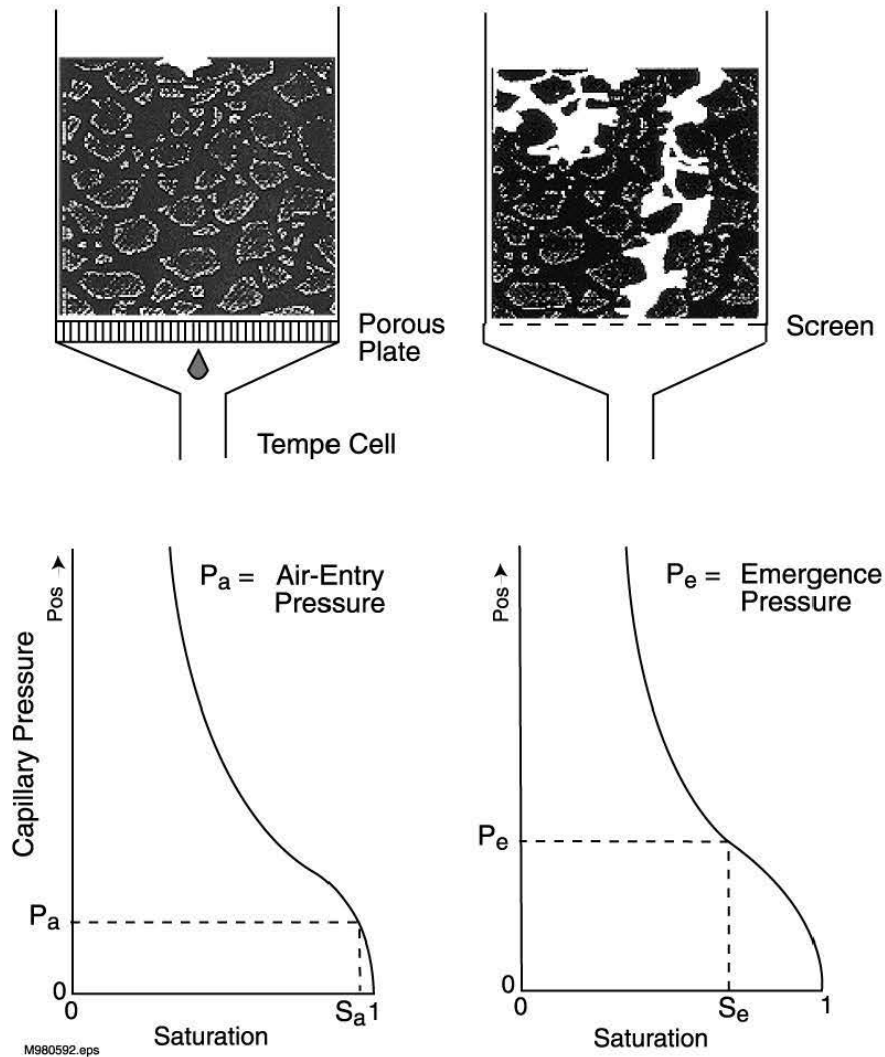 Porous
Plate
Screen
Tempe Cell
Pos
Pa = Air-Entry
Pressure
Capillary Pressure
Pa
0
0
Sa 1
Saturation
Pos
Pe = Emergence
Pressure
Pe
0
0
Se
1
Saturation
M980592.eps